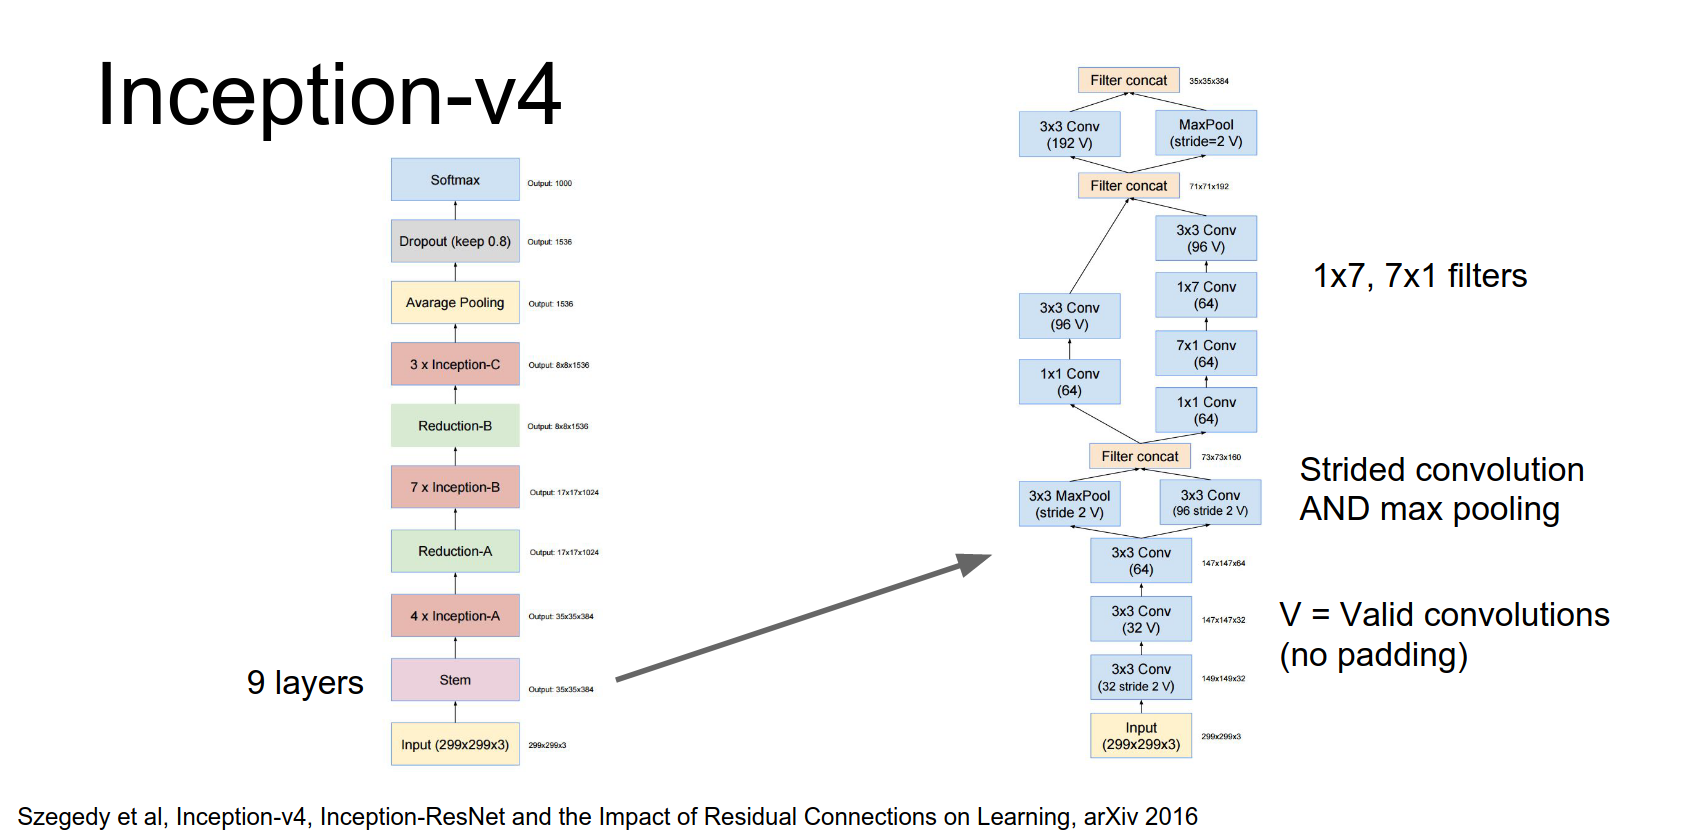 Inception-v4
Softmax
Output: 1000
Dropout (keep 0.8)
Output: 1536
Avarage Pooling
Output: 1536
3 x Inception-C
Output: 8x8x1536
Reduction-B
Output: 8x8x1536
7 x Inception-B
Output: 17x17x1024
Reduction-A
Output: 17x17x1024
4 x Inception-A
Output: 35x35x384
9 layers
Stem
Output: 35x35x384
Input (299x299x3)
299x299x3
Filter concat
35x35x384
3x3 Conv
(192 V)
MaxPool
(stride=2 V)
Filter concat
71x71x192
3x3 Conv
(96 V)
1x7 Conv
(64)
3x3 Conv
(96 V)
7x1 Conv
(64)
1x1 Conv
(64)
1x1 Conv
(64)
Filter concat
73x73x160
3x3 MaxPool
(stride 2 V)
3x3 Conv
(96 stride 2 V)
3x3 Conv
(64)
147x147x64
3x3 Conv
(32 V)
147x147x32
3x3 Conv
(32 stride 2 V)
149x149x32
Input
(299x299x3)
299x299x3
1x7, 7x1 filters
Strided convolution
AND max pooling
V = Valid convolutions
(no padding)
Szegedy et al, Inception-v4, Inception-ResNet and the Impact of Residual Connections on Learning, arXiv 2016